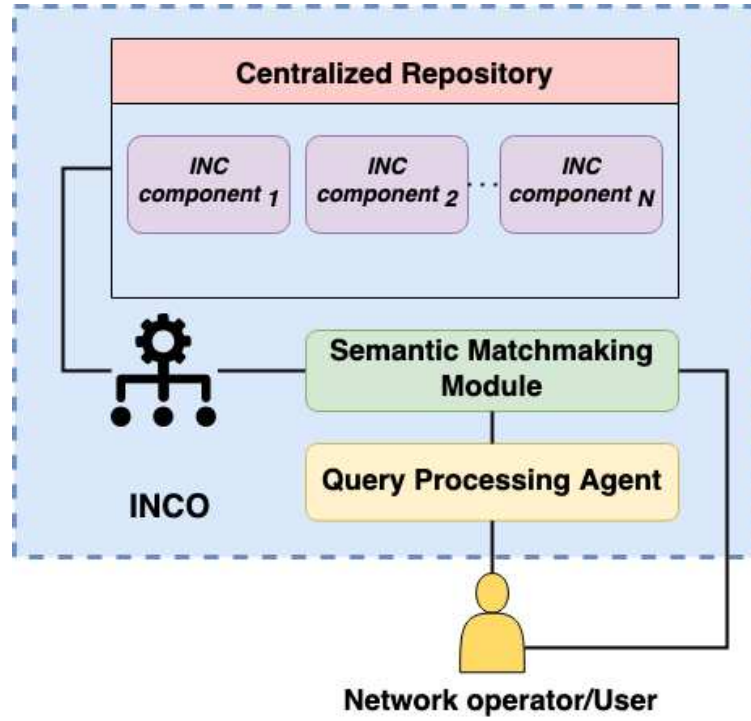 Centralized Repository
INC
component 1
INC
component 2
...
INC
component N
Semantic Matchmaking
Module
Query Processing Agent
INCO
Network operator/User